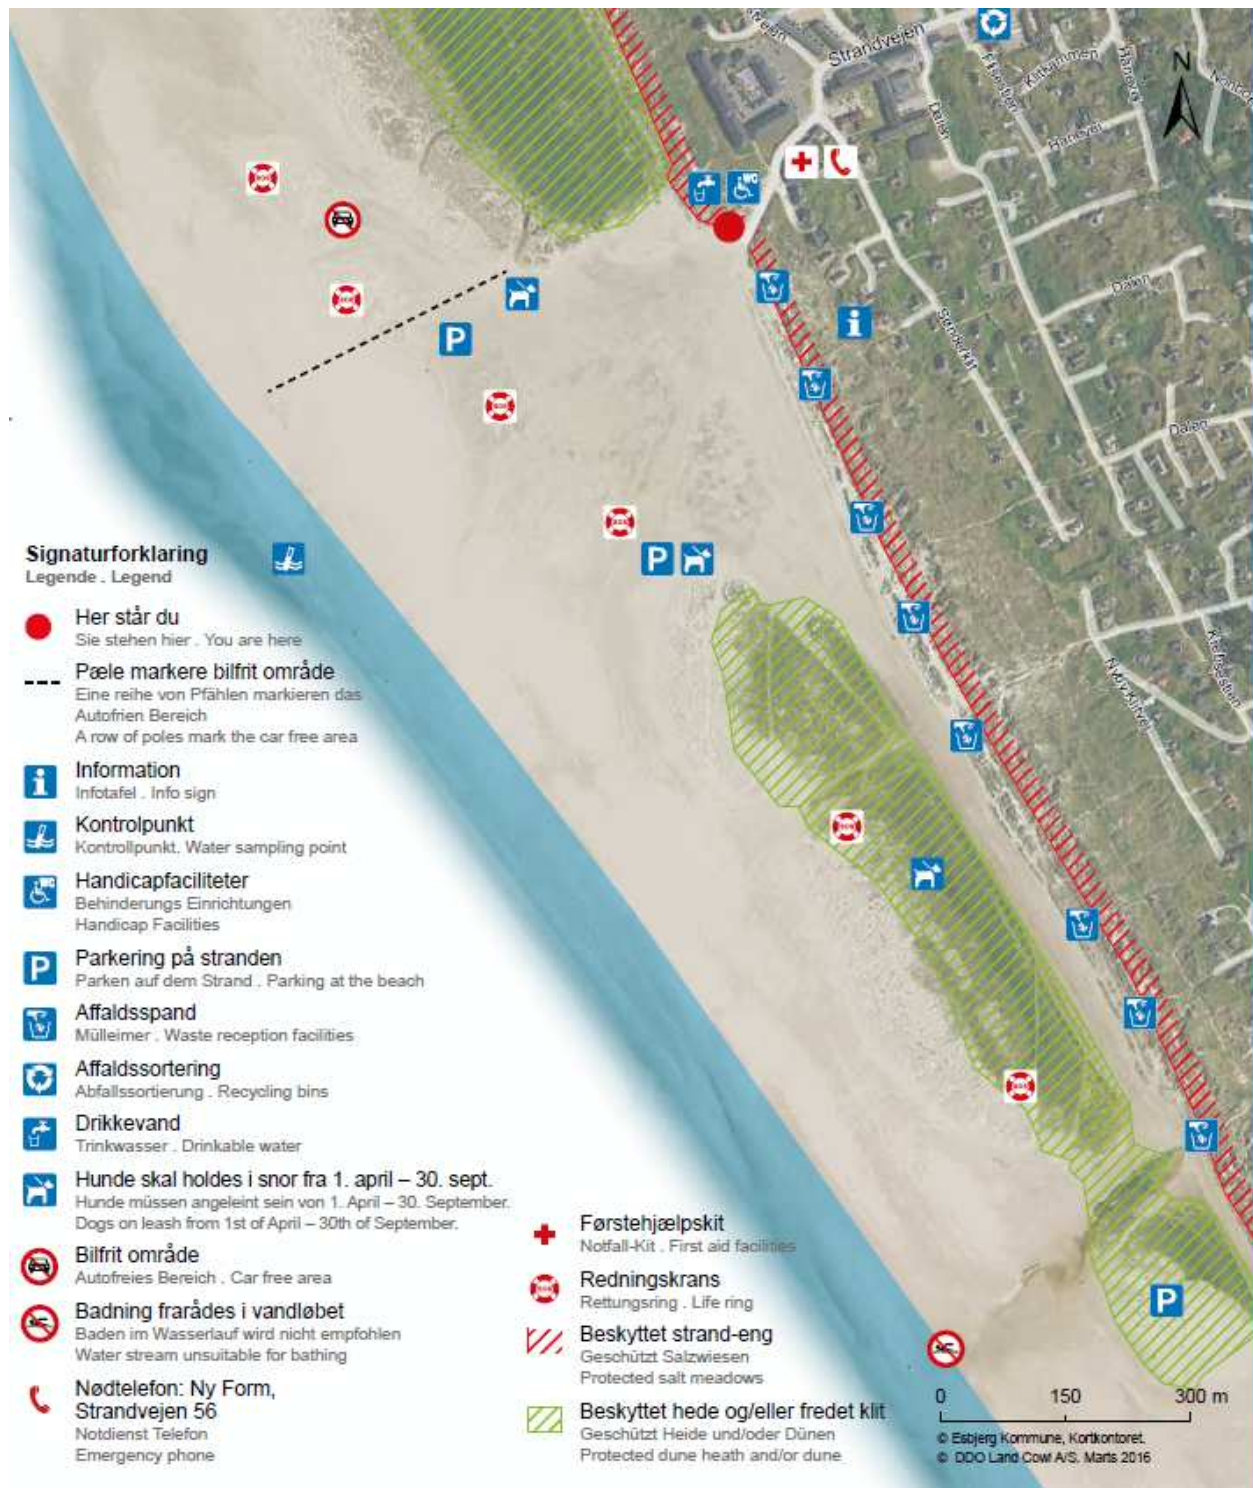 Strandvejen
Klitkammen
Hanevej
Dalen
N
WC
SOS
P
i
Dalen
Sønderklit
Dalen
Signaturforklaring
Legende . Legend
Her står du
Sie stehen hier . You are here
Pæle markere bilfrit område
Eine reihe von Pfählen markieren das
Autofrien Bereich
A row of poles mark the car free area
Information
Infotafel . Info sign
Kontrolpunkt
Kontrollpunkt. Water sampling point
Handicapfaciliteter
Behinderungs Einrichtungen
Handicap Facilities
Parkering på stranden
Parken auf dem Strand . Parking at the beach
Affaldsspand
Mülleimer . Waste reception facilities
Affaldssortering
Abfallssortierung . Recycling bins
Drikkevand
Trinkwasser . Drinkable water
Hunde skal holdes i snor fra 1. april – 30. sept.
Hunde müssen angeleint sein von 1. April – 30. September.
Dogs on leash from 1st of April – 30th of September.
Bilfrit område
Autofreies Bereich . Car free area
Badning frarådes i vandløbet
Baden im Wasserlauf wird nicht empfohlen
Water stream unsuitable for bathing
Nødtelefon: Ny Form,
Strandvejen 56
Notdienst Telefon
Emergency phone
Førstehjælpskit
Notfall-Kit . First aid facilities
Redningskrans
Rettungsring . Life ring
Beskyttet strand-eng
Geschützt Salzwiesen
Protected salt meadows
Beskyttet hede og/eller fredet klit
Geschützt Heide und/oder Dünen
Protected dune heath and/or dune
0 150 300 m
© Esbjerg Kommune, Kortkontoret.
© DDO Land Cowi A/S. Marts 2016